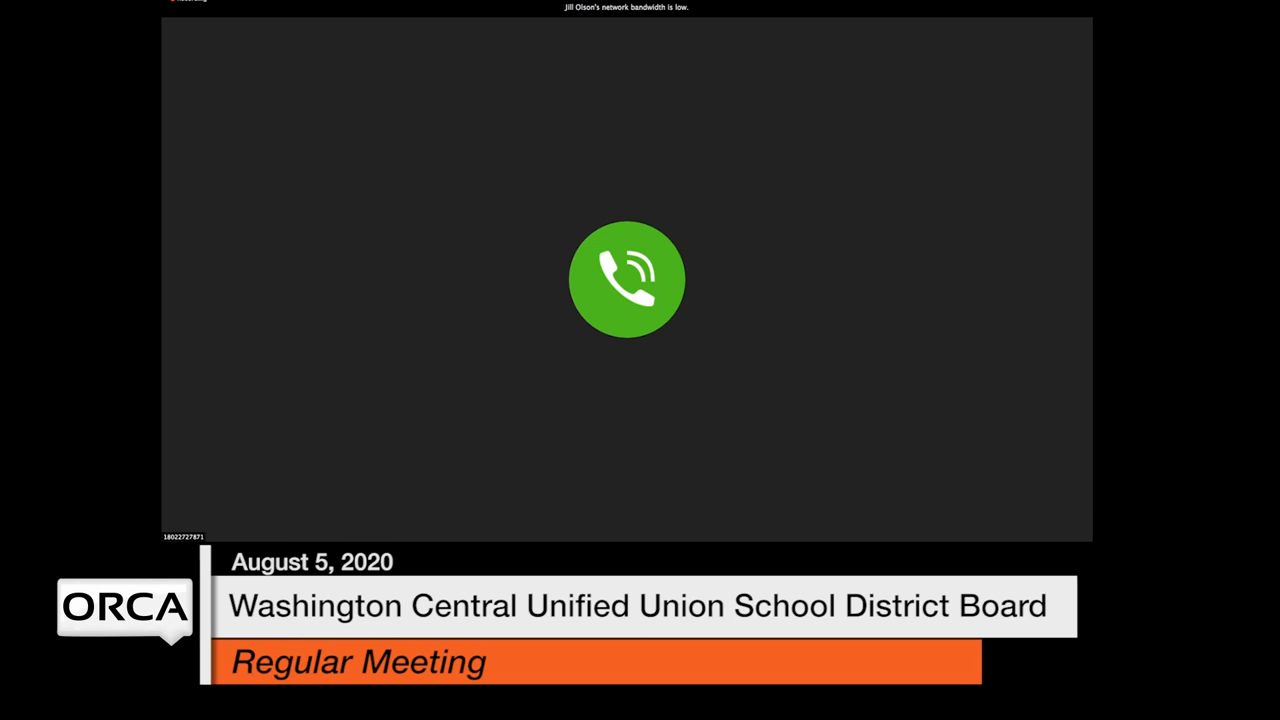 Jill Olson's network bandwidth is low.
18022727871
August 5, 2020
ORCA
Washington Central Unified Union School District Board
Regular Meeting